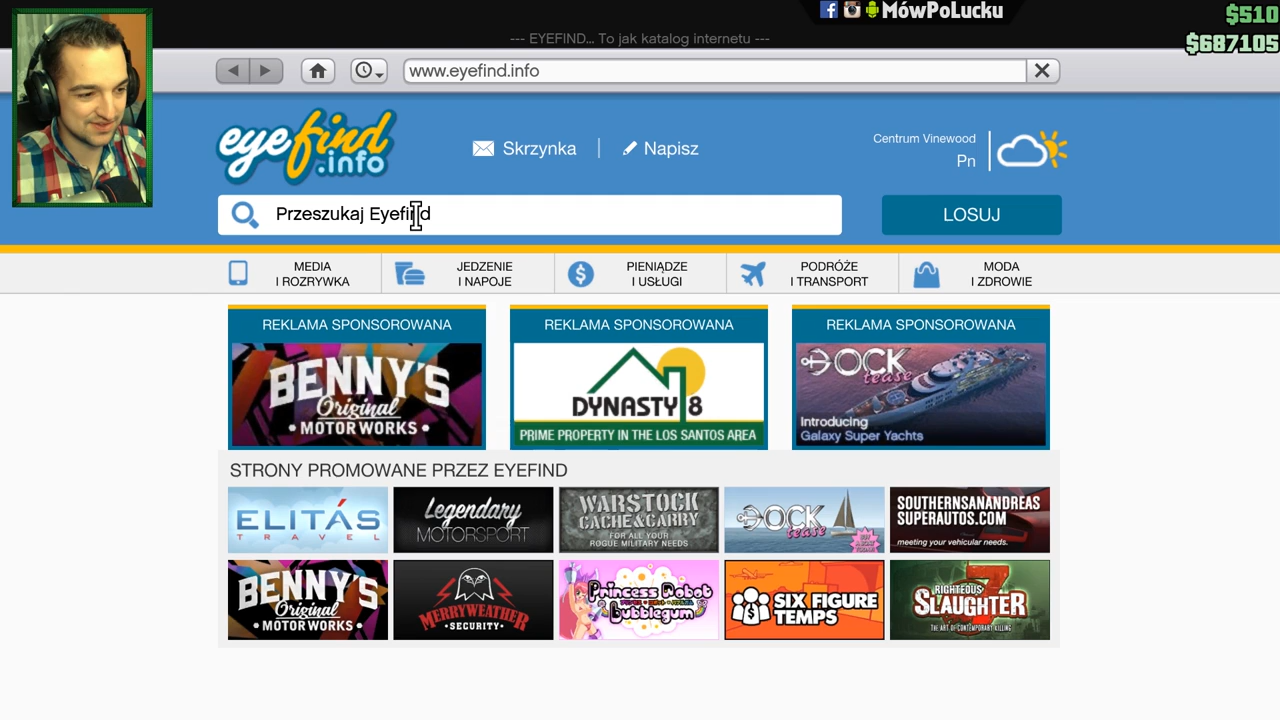 MówPoLucku
$510
--- EYEFIND... To jak katalog internetu ---
$687105
www.eyefind.info
eyefind
.info
Skrzynka
Napisz
Centrum Vinewood
Pn
Przeszukaj Eyefind
LOSUJ
MEDIA
I ROZRYWKA
JEDZENIE
I NAPOJE
PIENIĄDZE
I USŁUGI
PODRÓŻE
I TRANSPORT
MODA
I ZDROWIE
REKLAMA SPONSOROWANA
BENNY'S
Original
• MOTOR WORKS •
REKLAMA SPONSOROWANA
DYNASTY 8
PRIME PROPERTY IN THE LOS SANTOS AREA
REKLAMA SPONSOROWANA
DOCK
tease
Introducing
Galaxy Super Yachts
STRONY PROMOWANE PRZEZ EYEFIND
ELITÁS
TRAVEL
Legendary
MOTORSPORT
WARSTOCK
CACHE & CARRY
FOR ALL YOUR
ROGUE MILITARY NEEDS
DOCK
tease
SOUTHERNSANANDREAS
SUPERAUTOS.COM
meeting your vehicular needs.
BENNY'S
Original
• MOTOR WORKS •
MERRYWEATHER
• SECURITY •
Princess Robot
Bubblegum
SIX FIGURE
TEMPS
RIGHTEOUS
SLAUGHTER
7
THE ART OF CONTEMPORARY KILLING